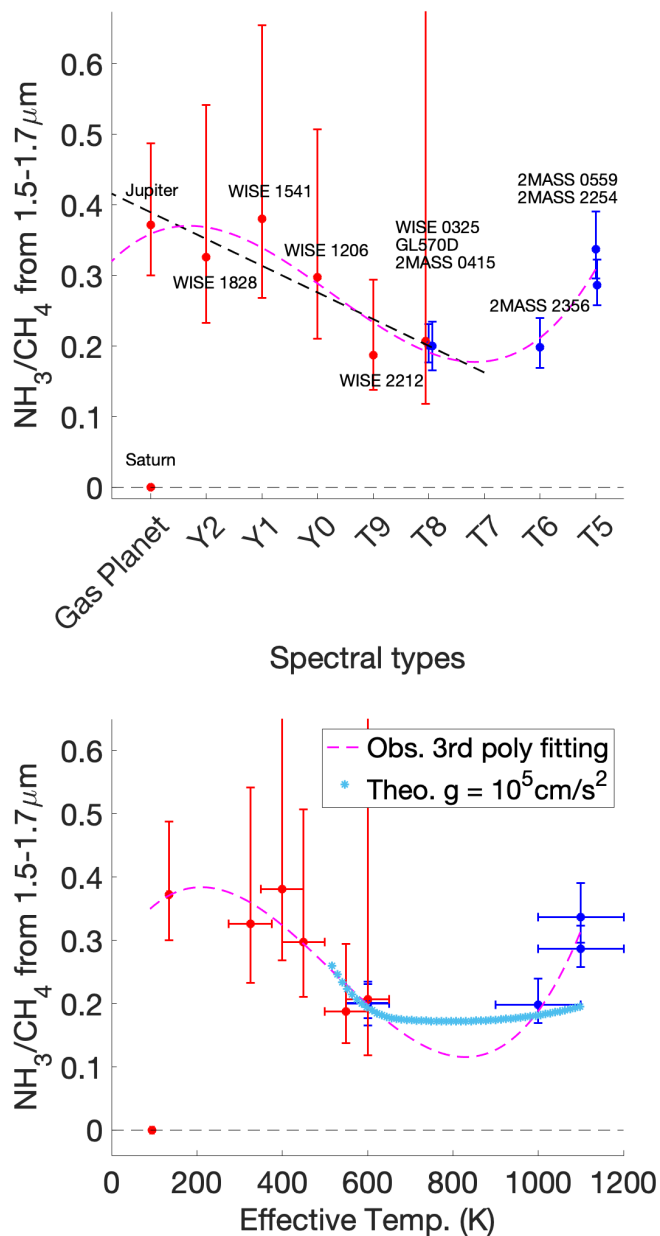 NH₃/CH₄ from 1.5-1.7μm
0.6
0.5
0.4
0.3
0.2
0.1
0
Jupiter
WISE 1828
WISE 1541
WISE 1206
WISE 2212
WISE 0325
GL570D
2MASS 0415
2MASS 0559
2MASS 2254
2MASS 2356
Saturn
Gas Planet
Y2
Y1
Y0
T9
T8
T7
T6
T5
Spectral types
NH₃/CH₄ from 1.5-1.7μm
0.6
0.5
0.4
0.3
0.2
0.1
0
Obs. 3rd poly fitting
Theo. g = 10⁵cm/s²
0 200 400 600 800 1000 1200
Effective Temp. (K)